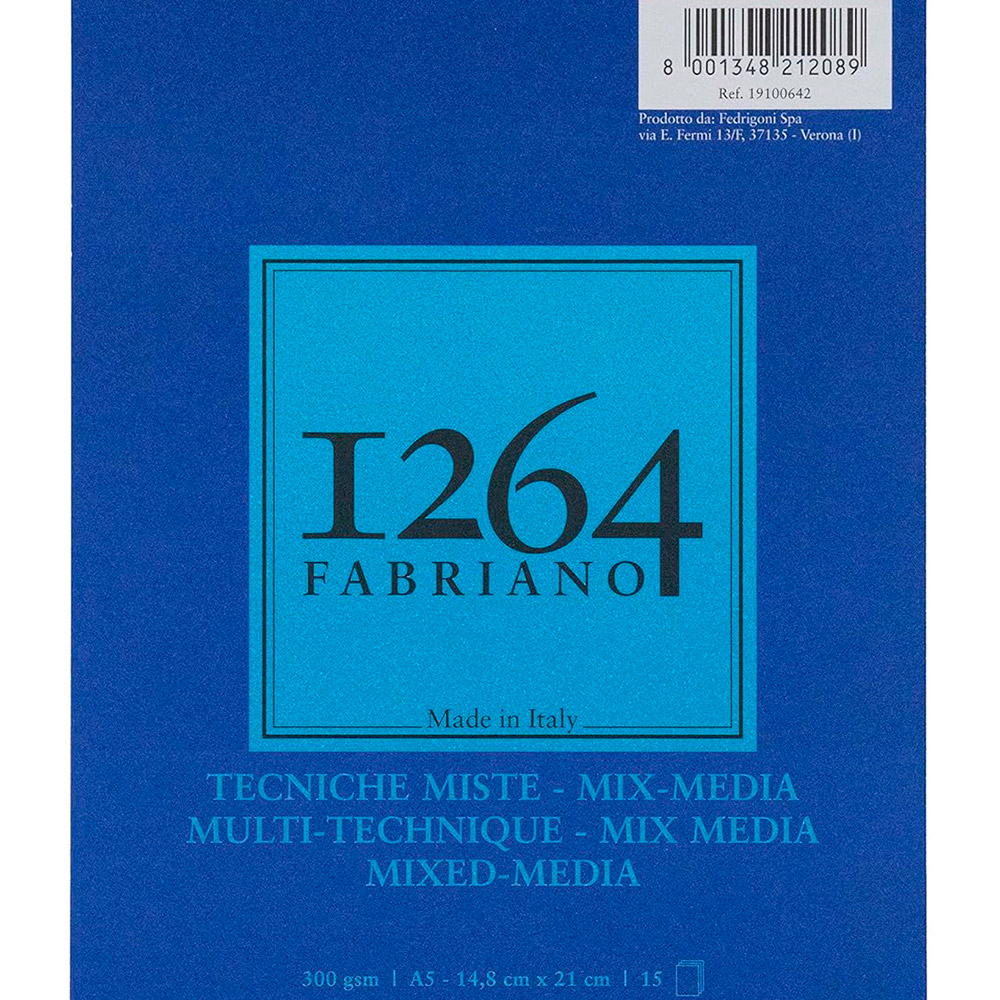 8 001348 212089
Ref. 19100642
Prodotto da: Fedrigoni Spa
via E. Fermi 13/F, 37135 - Verona (I)
1264
FABRIANO
Made in Italy
TECNICHE MISTE - MIX-MEDIA
MULTI-TECHNIQUE - MIX MEDIA
MIXED-MEDIA
300 gsm | A5 - 14,8 cm x 21 cm | 15